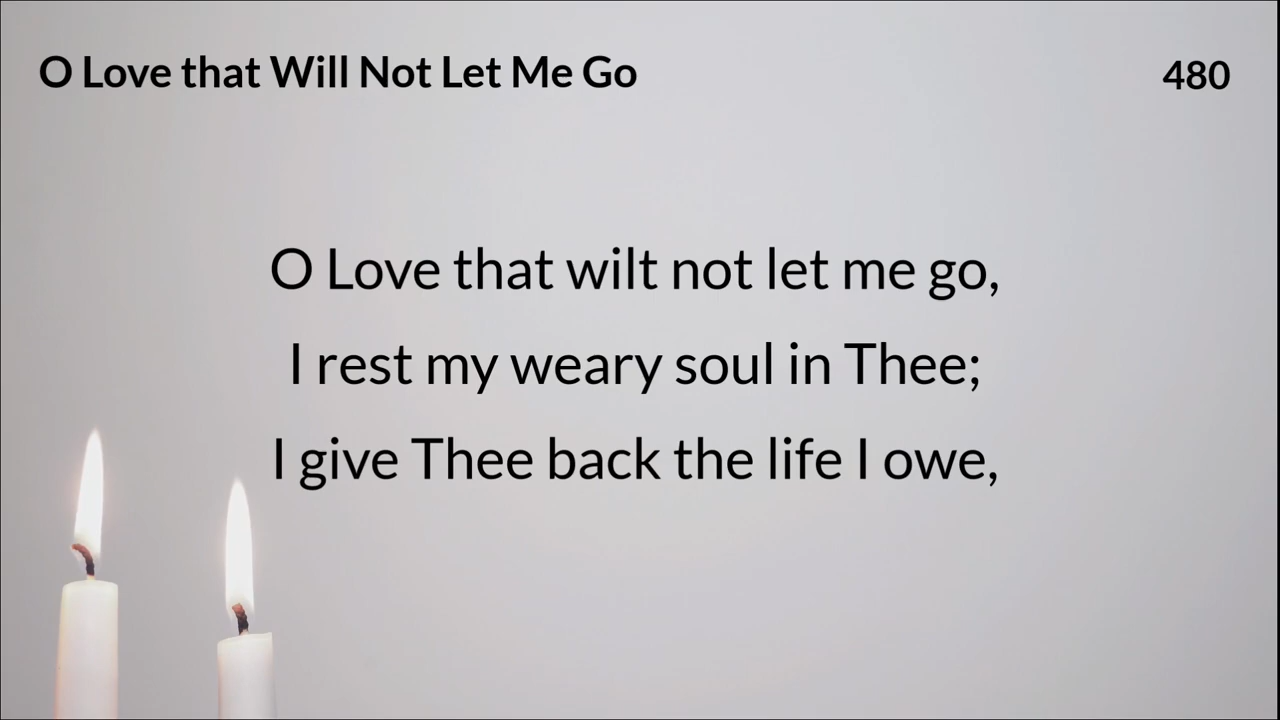 O Love that Will Not Let Me Go
480
O Love that wilt not let me go,
I rest my weary soul in Thee;
I give Thee back the life I owe,